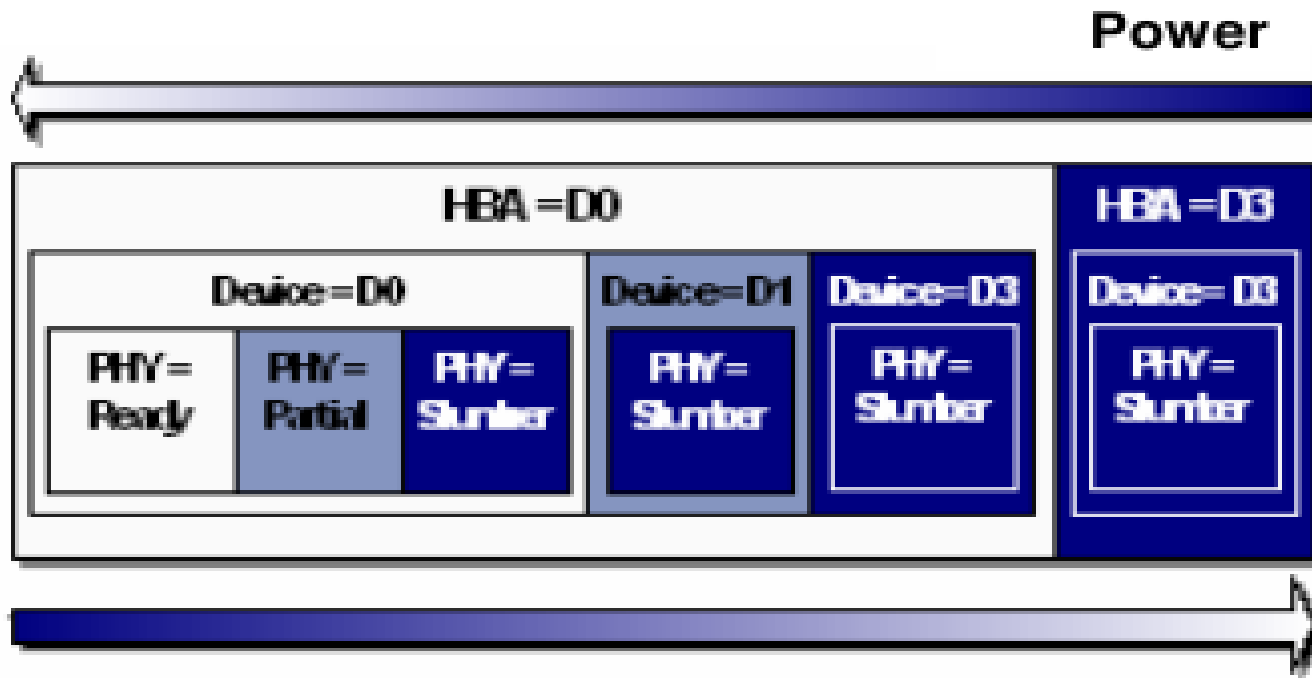 Power
HBA =D0
HBA =D3
Device=D0
Device=D1
Device=D3
Device= D3
PHY =
Ready
PHY =
Partial
PHY =
Slumber
PHY =
Slumber
PHY =
Slumber
PHY =
Slumber